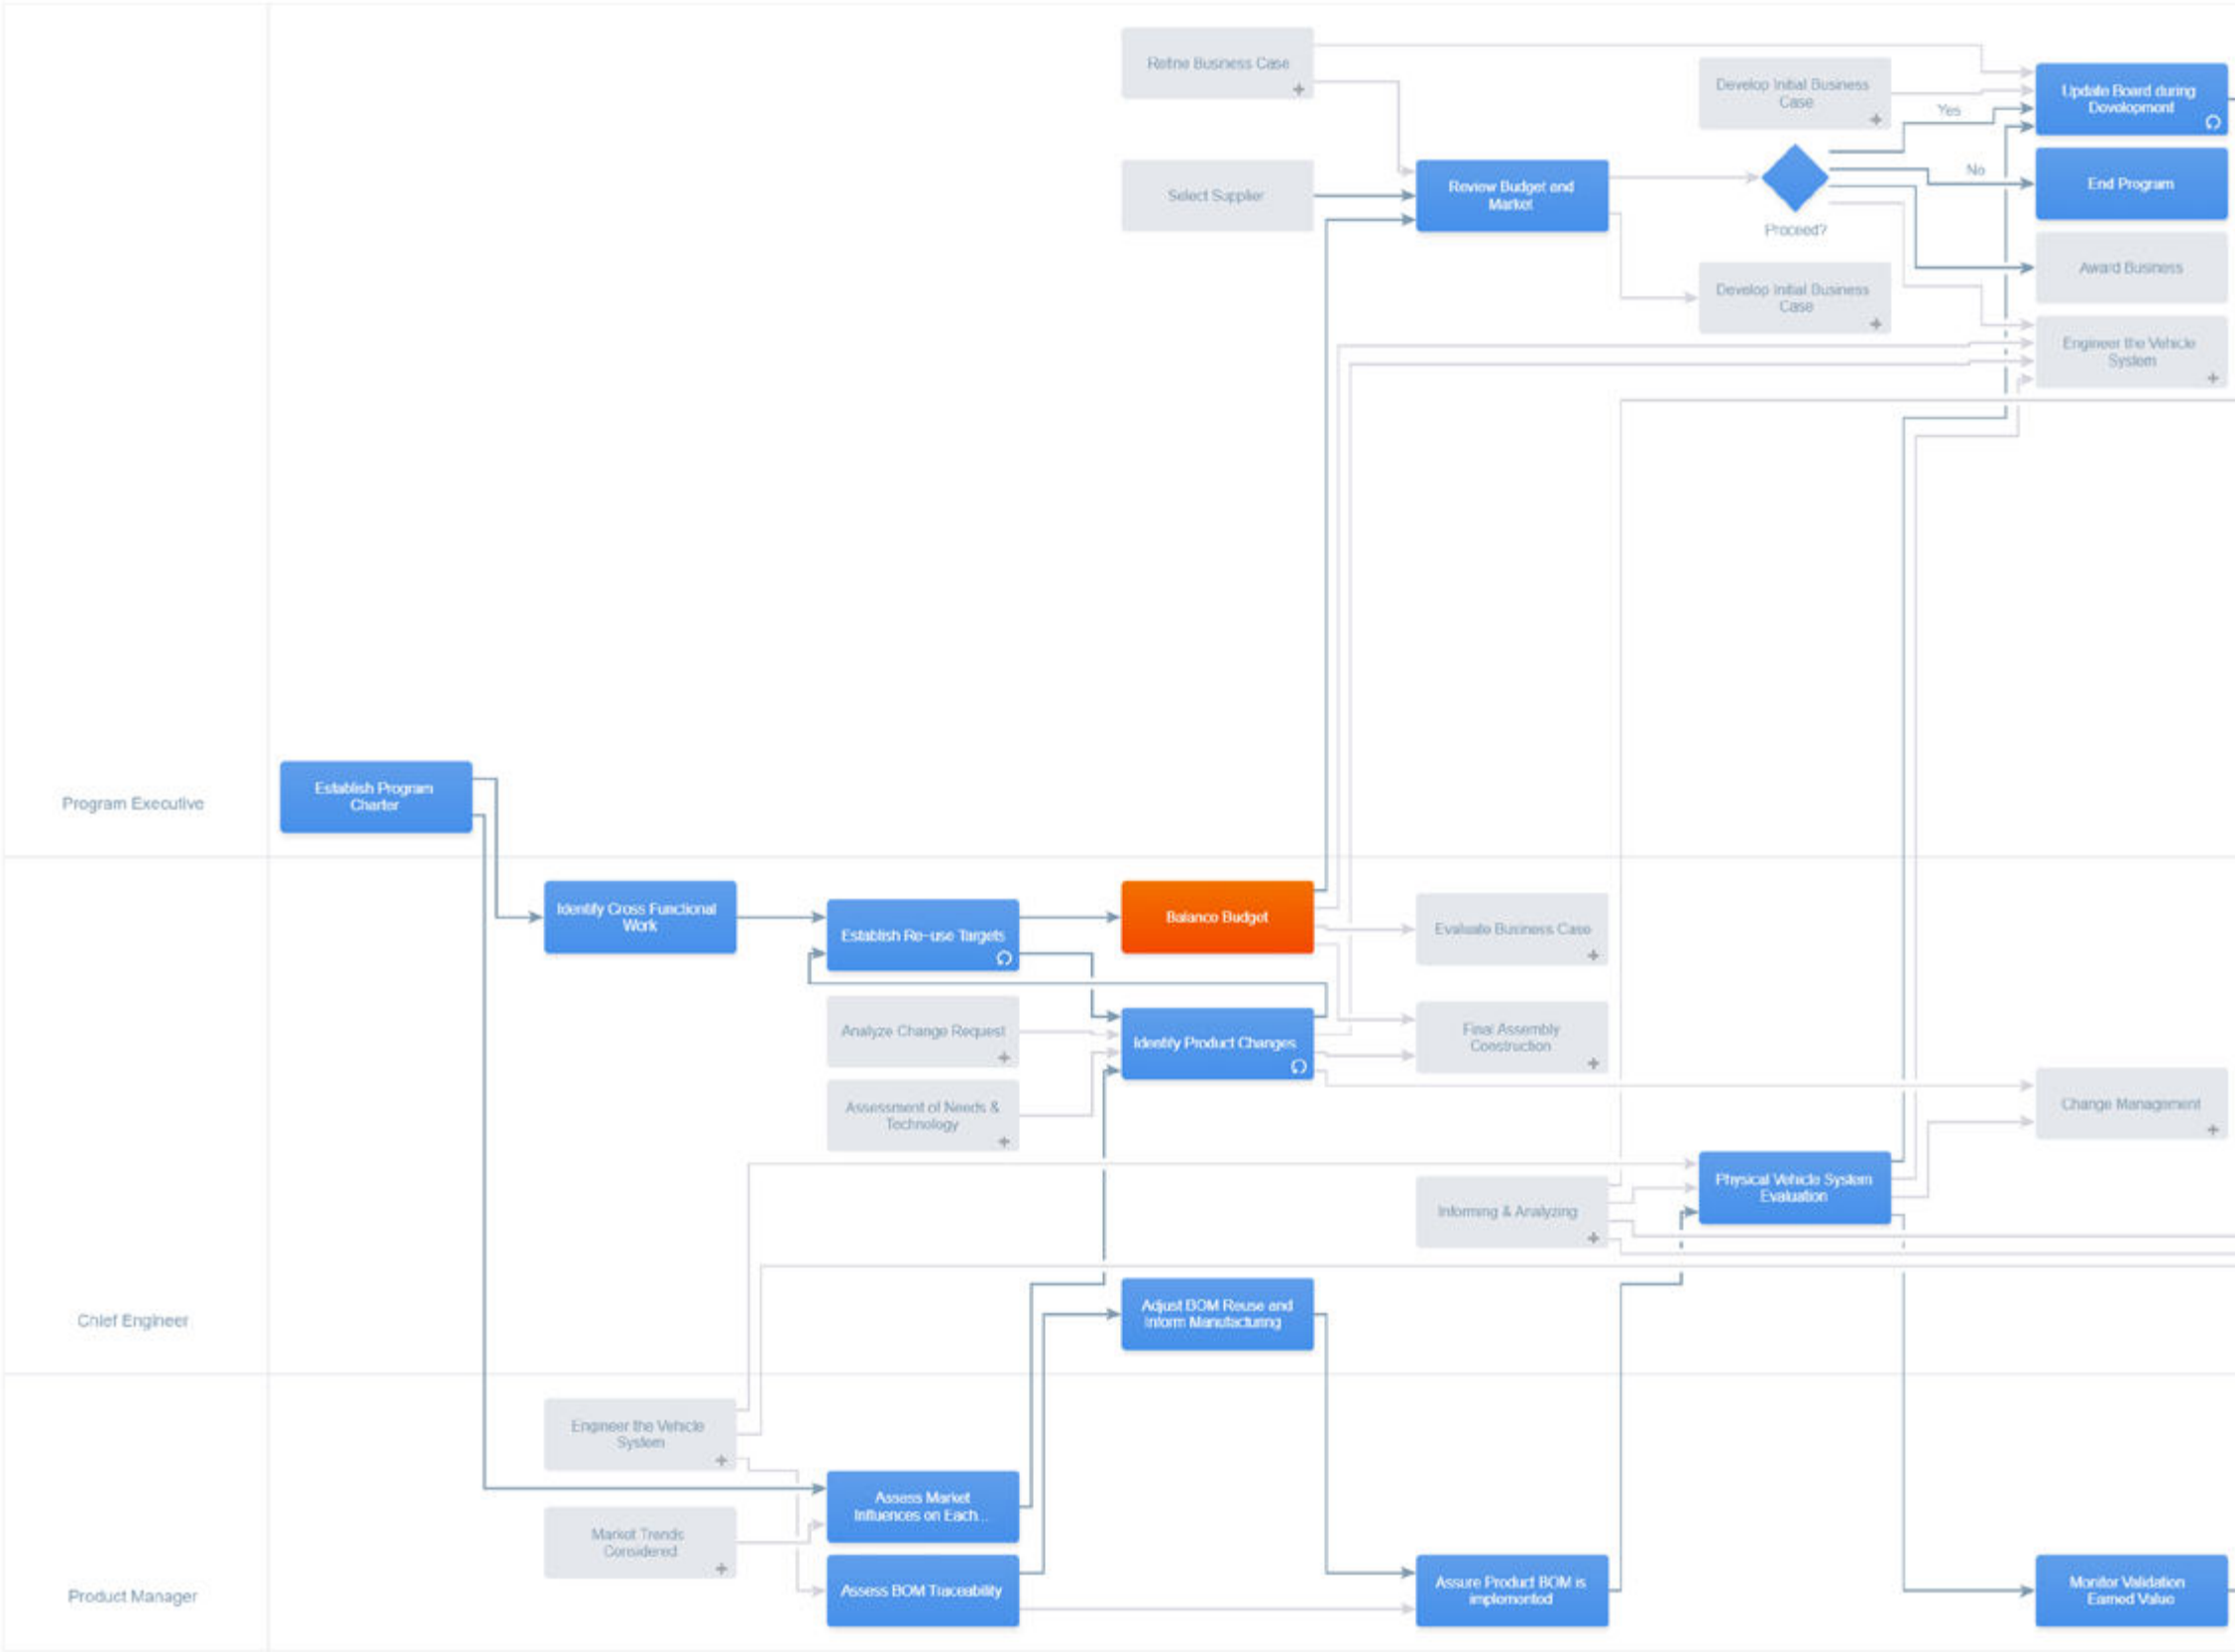 Refine Business Case
Develop Initial Business
Case
Update Board during
Development
Yes
Select Supplier
Review Budget and
Market
No
End Program
Proceed?
Award Business
Develop Initial Business
Case
Engineer the Vehicle
System
Program Executive
Establish Program
Charter
Identify Cross Functional
Work
Establish Re-use Targets
Balance Budget
Evaluate Business Case
Analyze Change Request
Identify Product Changes
Final Assembly
Construction
Assessment of Needs &
Technology
Change Management
Informing & Analyzing
Physical Vehicle System
Evaluation
Chief Engineer
Adjust BOM Reuse and
Inform Manufacturing
Engineer the Vehicle
System
Assess Market
Influences on Each...
Market Trends
Considered
Product Manager
Assess BOM Traceability
Assure Product BOM is
implemented
Monitor Validation
Earned Value